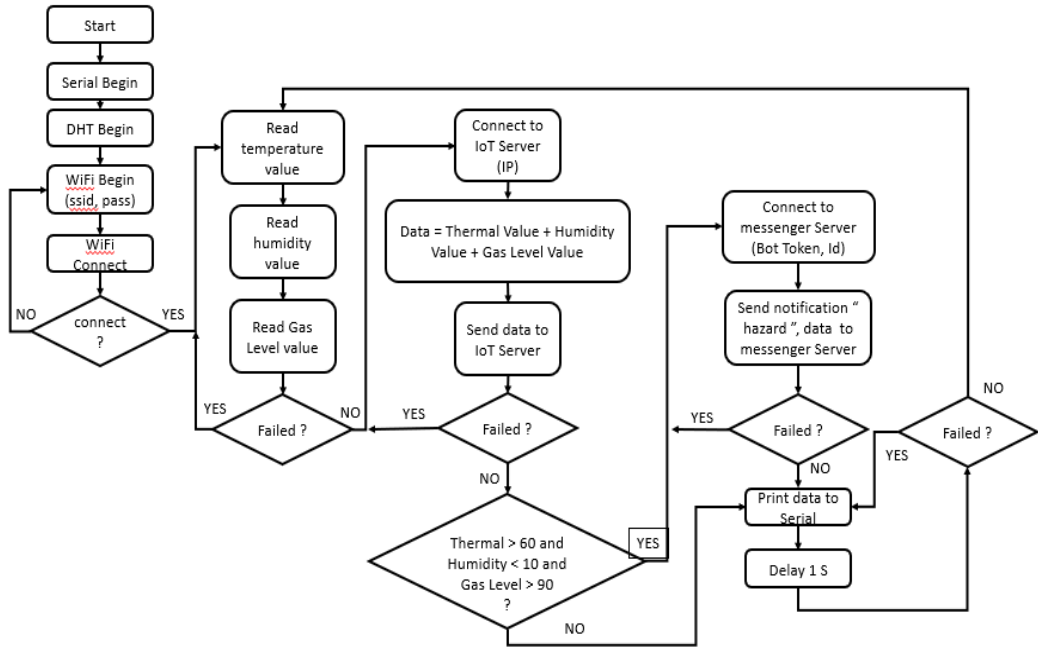 Start
Serial Begin
DHT Begin
WiFi Begin
(ssid, pass)
WiFi
Connect
NO
connect
?
YES
Read
temperature
value
Read
humidity
value
Read Gas
Level value
YES
Failed ?
NO
Connect to
IoT Server
(IP)
Data = Thermal Value + Humidity
Value + Gas Level Value
Send data to
IoT Server
YES
Failed ?
NO
Thermal > 60 and
Humidity < 10 and
Gas Level > 90
?
YES
NO
Connect to
messenger Server
(Bot Token, Id)
Send notification “
hazard ”, data to
messenger Server
YES
Failed ?
NO
Print data to
Serial
Delay 1 S
NO
Failed ?
YES